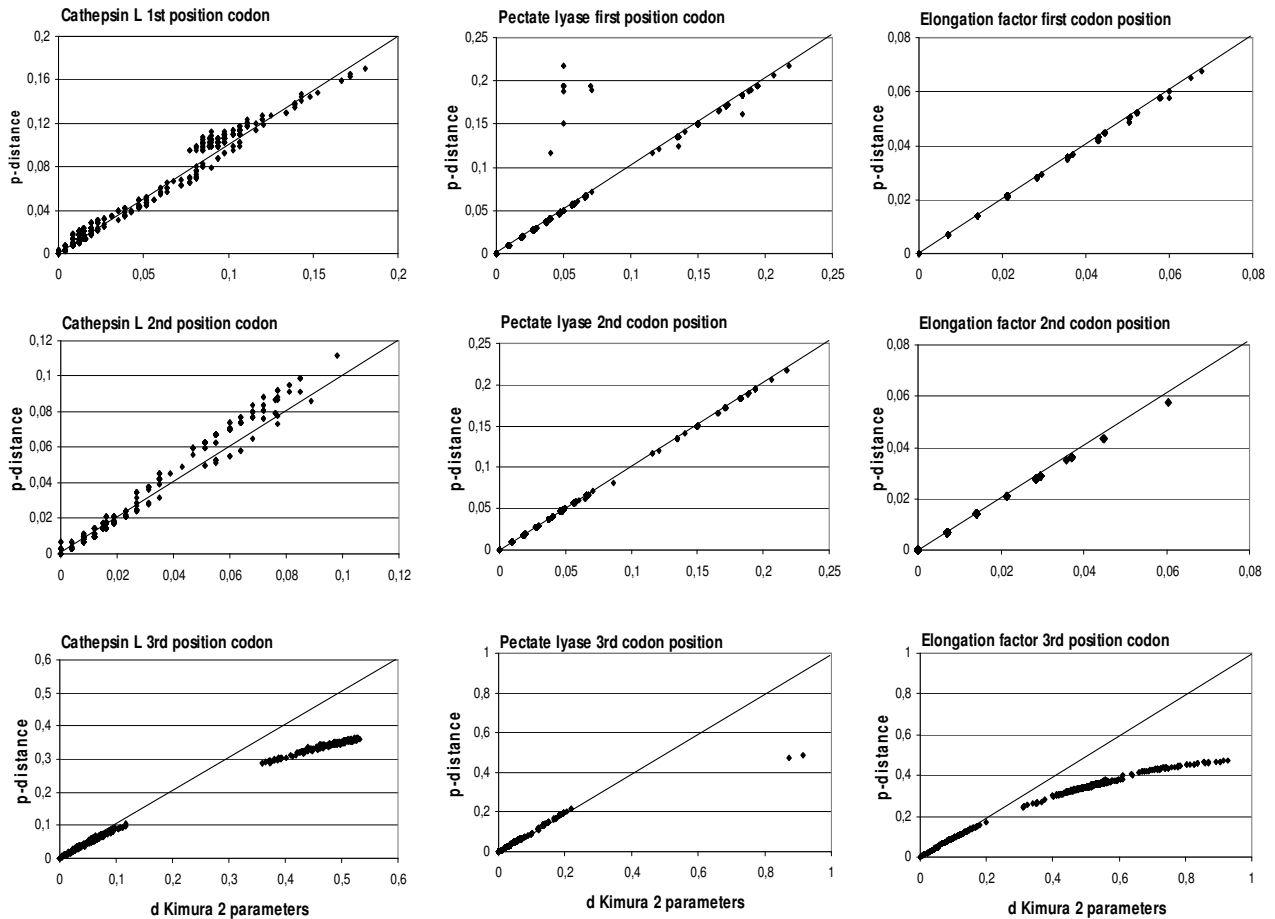 Cathepsin L 1st position codon
0,2
0,16
0,12
0,08
0,04
0
p-distance
0 0,05 0,1 0,15 0,2
Pectate lyase first position codon
0,25
0,2
0,15
0,1
0,05
0
p-distance
0 0,05 0,1 0,15 0,2 0,25
Elongation factor first codon position
0,08
0,06
0,04
0,02
0
p-distance
0 0,02 0,04 0,06 0,08
Cathepsin L 2nd position codon
0,12
0,1
0,08
0,06
0,04
0,02
0
p-distance
0 0,02 0,04 0,06 0,08 0,1 0,12
Pectate lyase 2nd codon position
0,25
0,2
0,15
0,1
0,05
0
p-distance
0 0,05 0,1 0,15 0,2 0,25
Elongation factor 2nd codon position
0,08
0,06
0,04
0,02
0
p-distance
0 0,02 0,04 0,06 0,08
Cathepsin L 3rd position codon
0,6
0,5
0,4
0,3
0,2
0,1
0
p-distance
0 0,1 0,2 0,3 0,4 0,5 0,6
d Kimura 2 parameters
Pectate lyase 3rd codon position
1
0,8
0,6
0,4
0,2
0
p-distance
0 0,2 0,4 0,6 0,8 1
d Kimura 2 parameters
Elongation factor 3rd position codon
1
0,8
0,6
0,4
0,2
0
p-distance
0 0,2 0,4 0,6 0,8 1
d Kimura 2 parameters